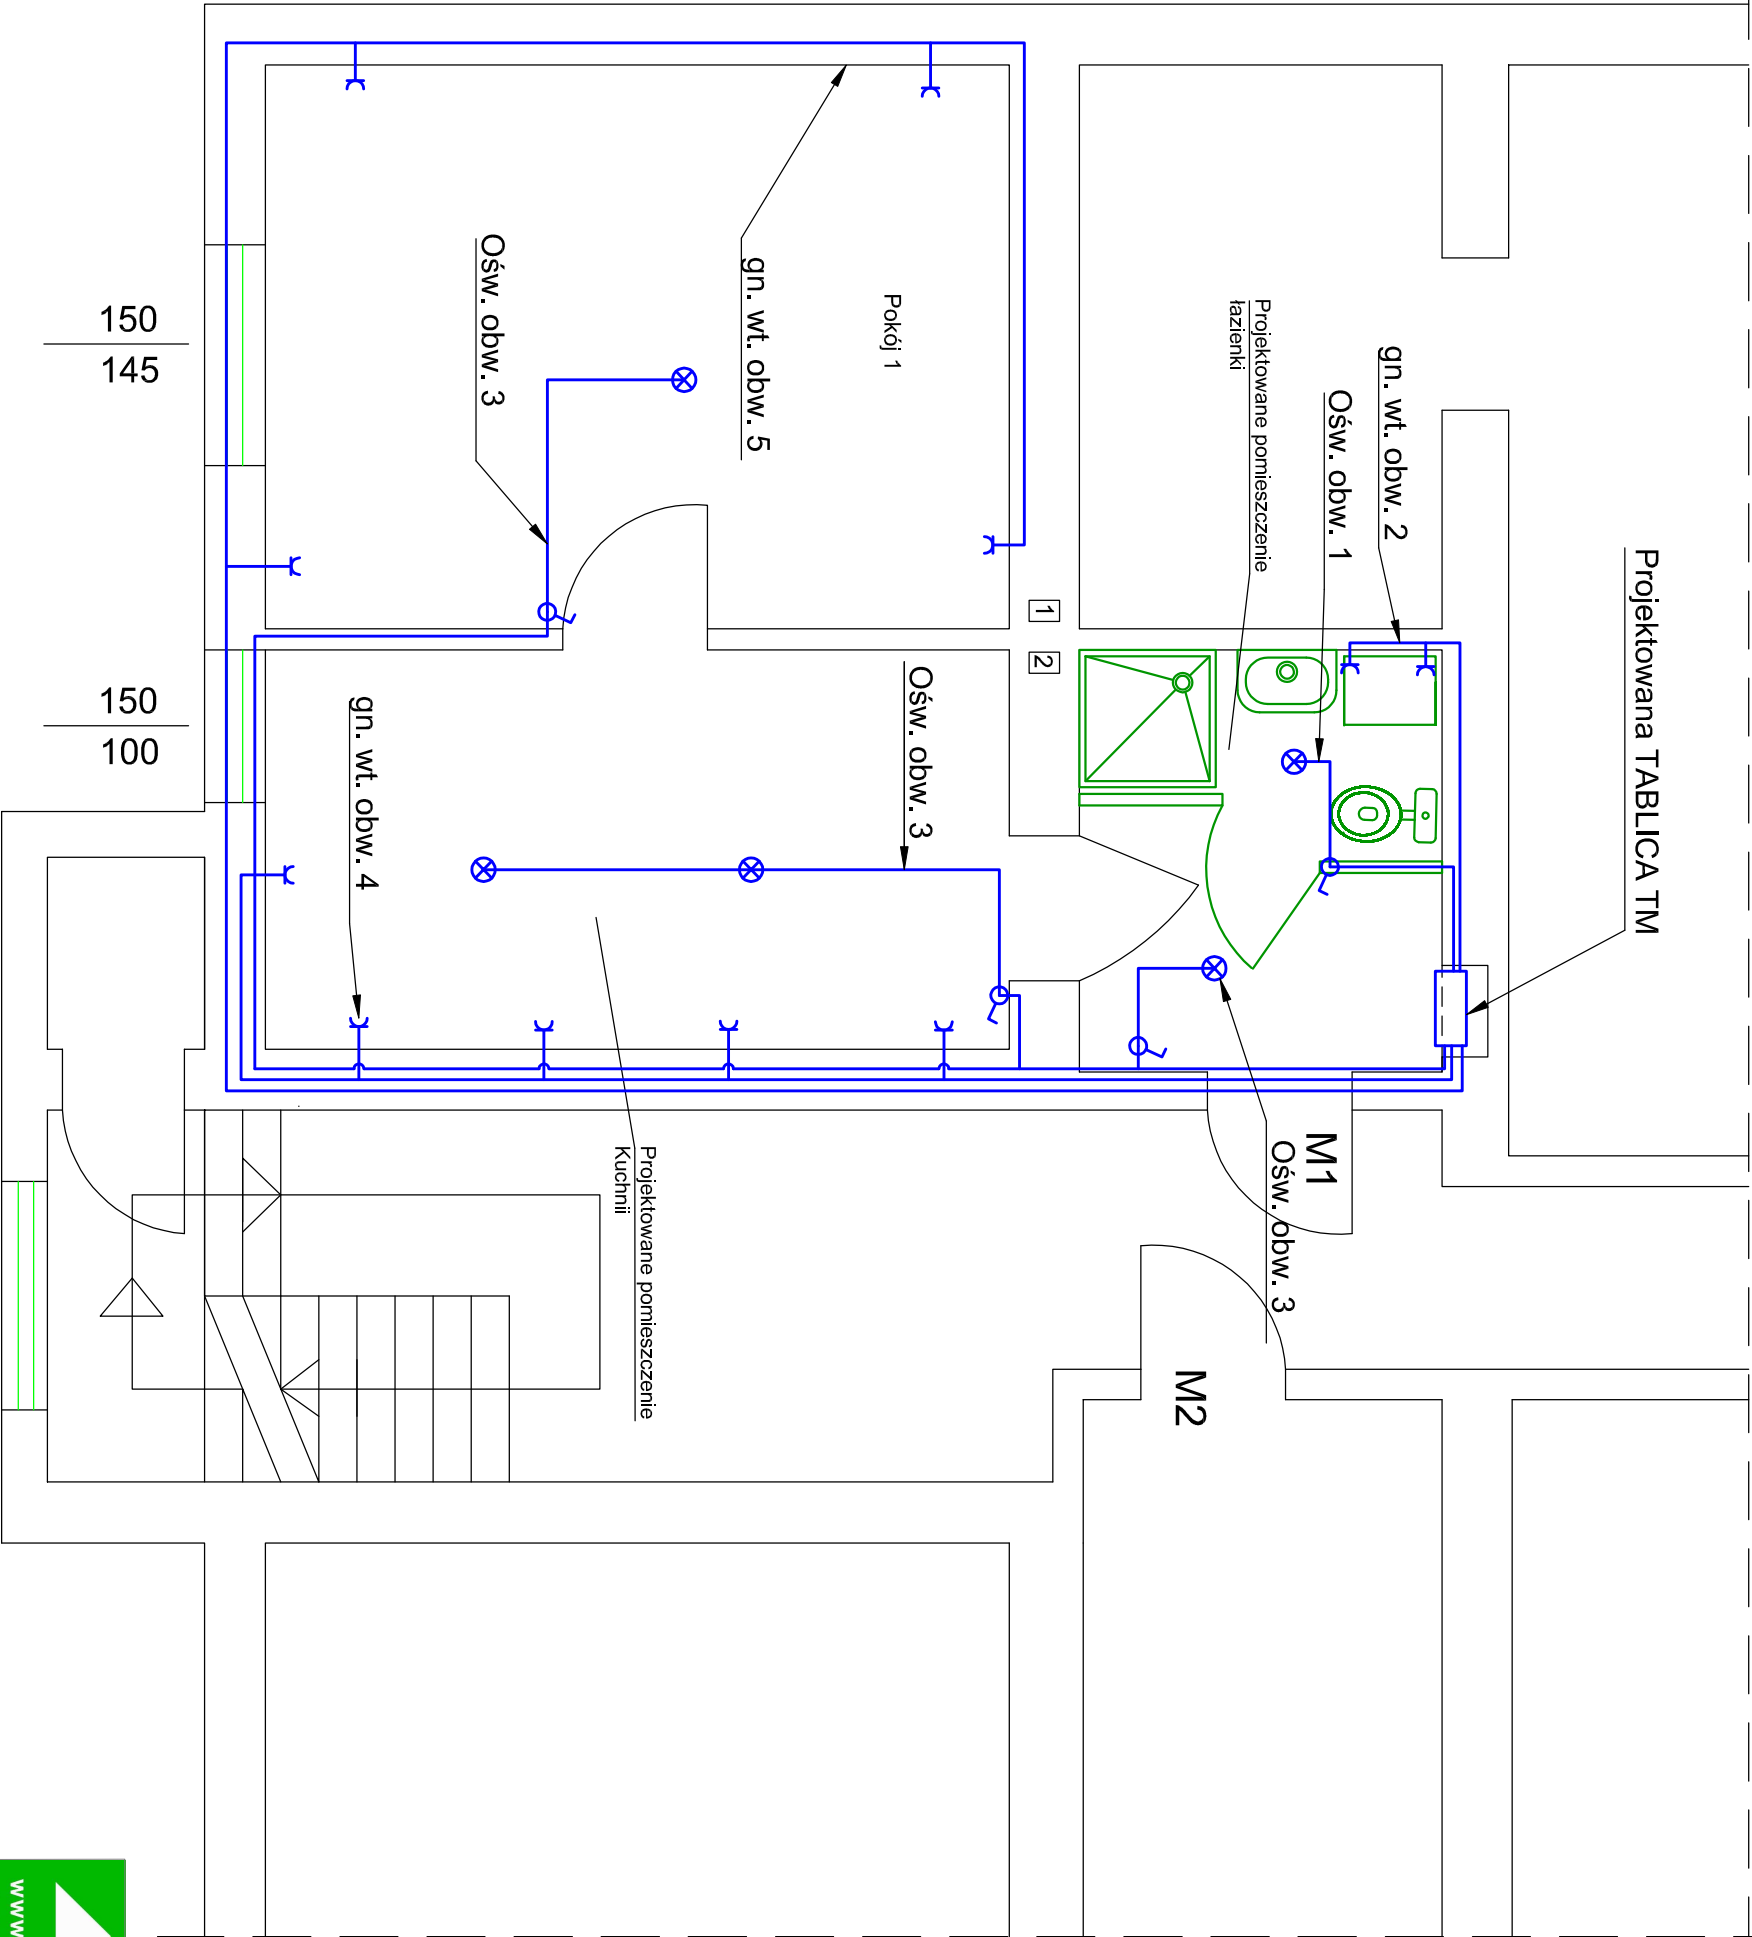 Projektowana TABLICA TM
gn. wt. obw. 2
Ośw. obw. 1
Projektowane pomieszczenie
łazienki
Pokój 1
gn. wt. obw. 5
Ośw. obw. 3
150
145
1
2
Ośw. obw. 3
gn. wt. obw. 4
150
100
M1
Ośw. obw. 3
Projektowane pomieszczenie
Kuchnii
M2
www